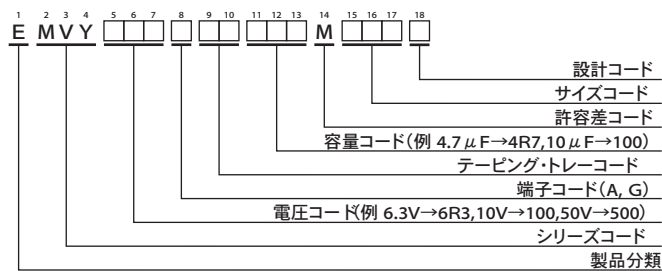 1 2 3 4 5 6 7 8 9 10 11 12 13 14 15 16 17 18
E MVY □□□ □ □□ □□□ M □□□ □
設計コード
サイズコード
許容差コード
容量コード(例 4.7μF→4R7,10μF→100)
テーピング・トレーコード
端子コード(A, G)
電圧コード(例 6.3V→6R3,10V→100,50V→500)
シリーズコード
製品分類